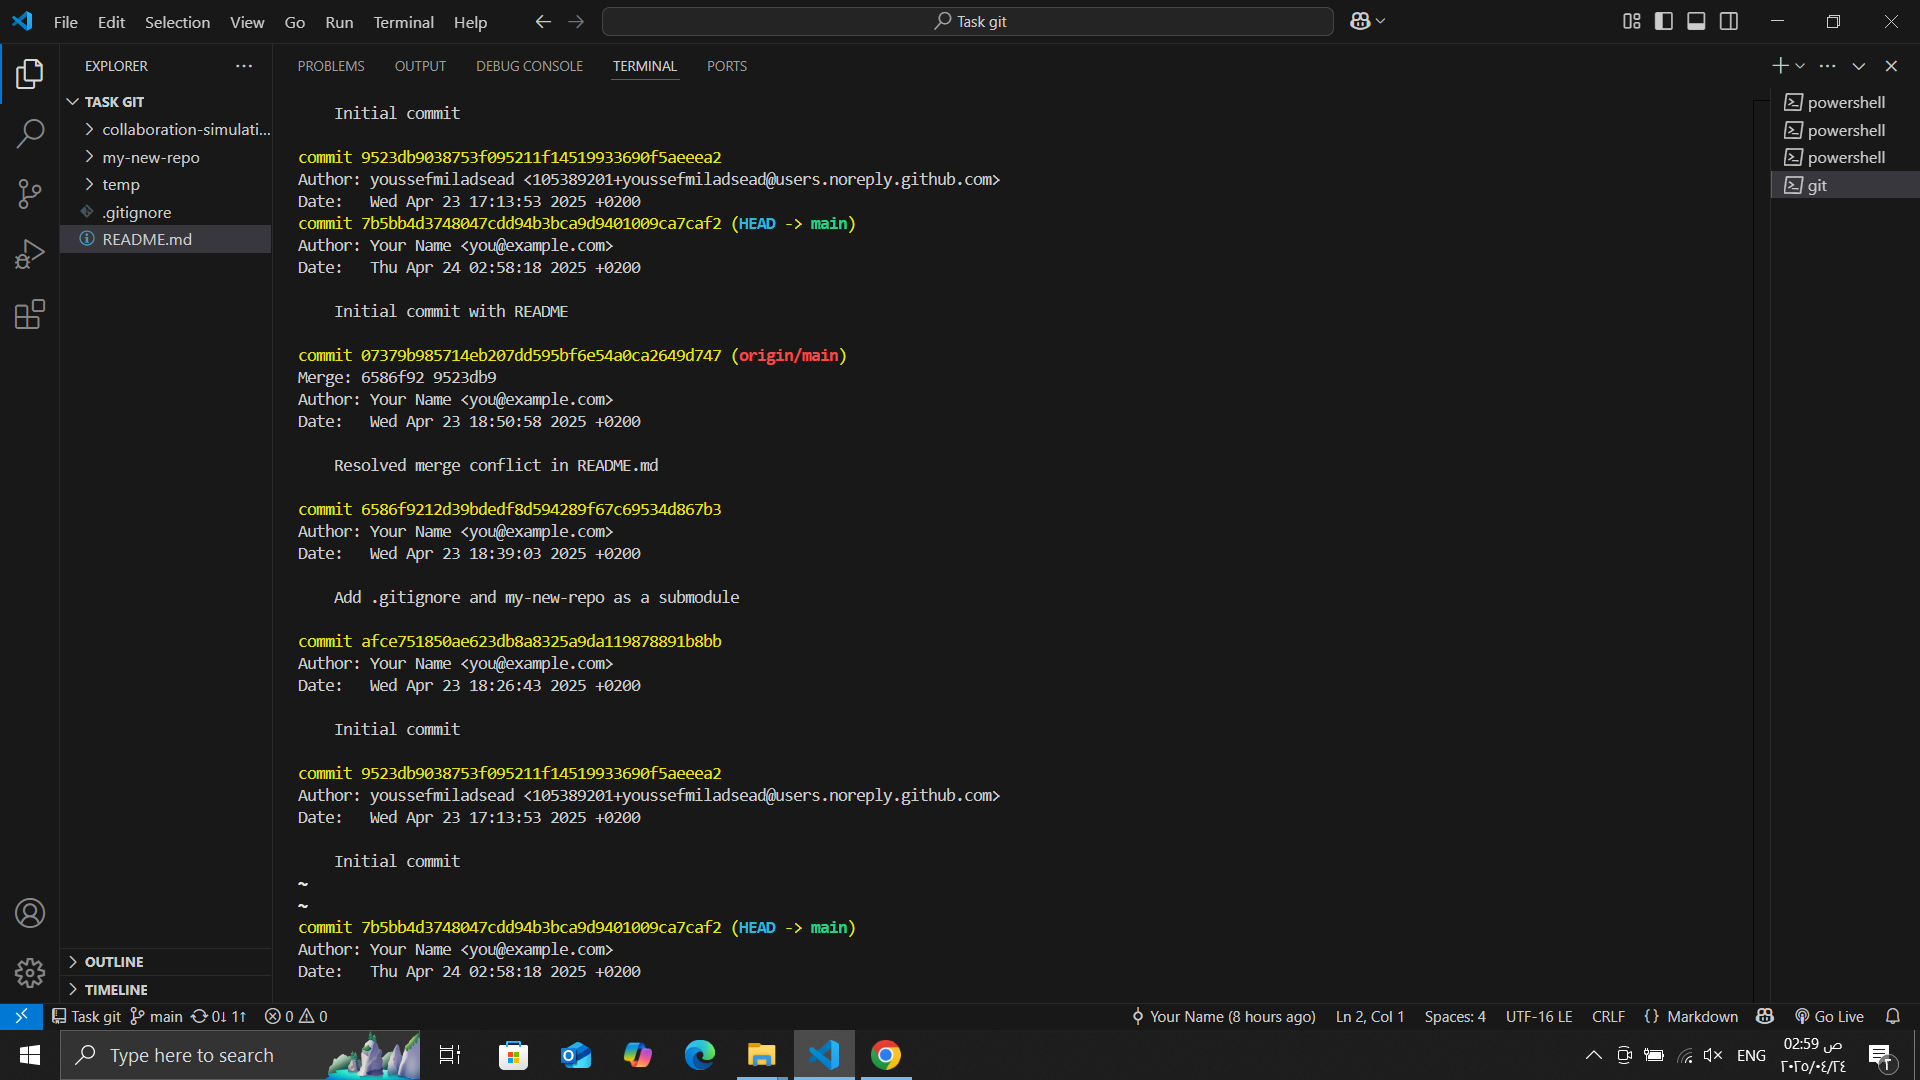 File Edit Selection View Go Run Terminal Help
Task git
EXPLORER
TASK GIT
collaboration-simulati...
my-new-repo
temp
.gitignore
README.md
OUTLINE
TIMELINE
PROBLEMS OUTPUT DEBUG CONSOLE TERMINAL PORTS
Initial commit
commit 9523db9038753f095211f14519933690f5aeeea2
Author: youssefmiladsead <105389201+youssefmiladsead@users.noreply.github.com>
Date:   Wed Apr 23 17:13:53 2025 +0200
commit 7b5bb4d3748047cdd94b3bca9d9401009ca7caf2 (HEAD -> main)
Author: Your Name <you@example.com>
Date:   Thu Apr 24 02:58:18 2025 +0200
Initial commit with README
commit 07379b985714eb207dd595bf6e54a0ca2649d747 (origin/main)
Merge: 6586f92 9523db9
Author: Your Name <you@example.com>
Date:   Wed Apr 23 18:50:58 2025 +0200
Resolved merge conflict in README.md
commit 6586f9212d39bdedf8d594289f67c69534d867b3
Author: Your Name <you@example.com>
Date:   Wed Apr 23 18:39:03 2025 +0200
Add .gitignore and my-new-repo as a submodule
commit afce751850ae623db8a8325a9da119878891b8bb
Author: Your Name <you@example.com>
Date:   Wed Apr 23 18:26:43 2025 +0200
Initial commit
commit 9523db9038753f095211f14519933690f5aeeea2
Author: youssefmiladsead <105389201+youssefmiladsead@users.noreply.github.com>
Date:   Wed Apr 23 17:13:53 2025 +0200
Initial commit
~
~
commit 7b5bb4d3748047cdd94b3bca9d9401009ca7caf2 (HEAD -> main)
Author: Your Name <you@example.com>
Date:   Thu Apr 24 02:58:18 2025 +0200
powershell
powershell
powershell
git
Task git main 0↓ 1↑ 0 0
Your Name (8 hours ago) Ln 2, Col 1 Spaces: 4 UTF-16 LE CRLF {} Markdown Go Live
Type here to search
ENG
02:59 ص
٢٠٢٥/٠٤/٢٤
٢